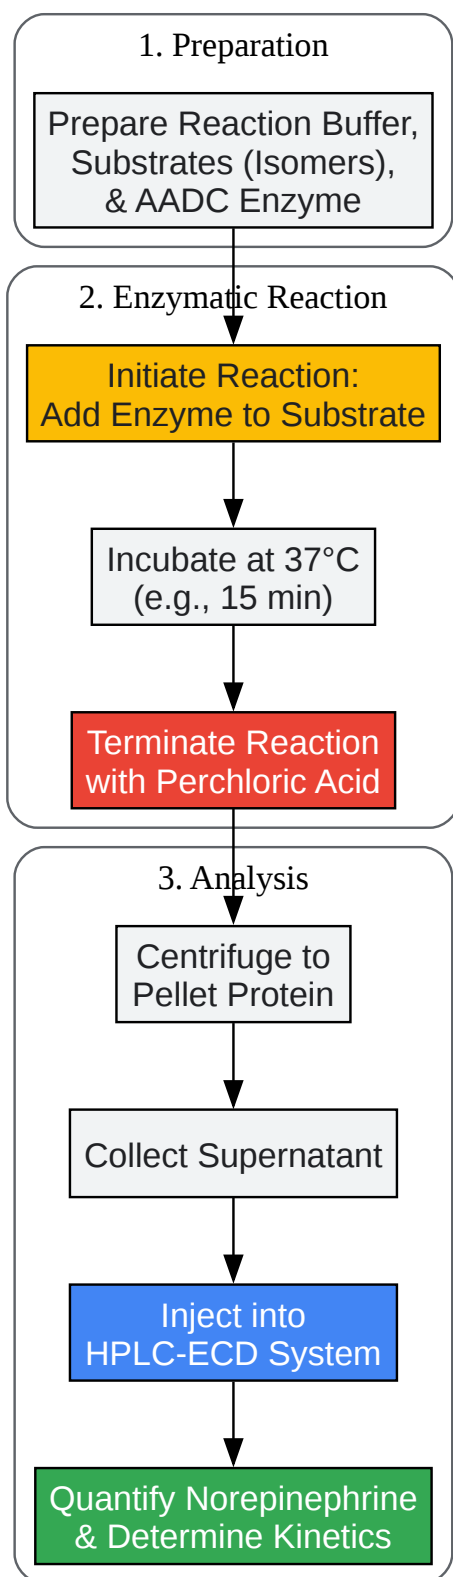 1. Preparation
Prepare Reaction Buffer,
Substrates (Isomers),
& AADC Enzyme
2. Enzymatic Reaction
Initiate Reaction:
Add Enzyme to Substrate
Incubate at 37°C
(e.g., 15 min)
Terminate Reaction
with Perchloric Acid
3. Analysis
Centrifuge to
Pellet Protein
Collect Supernatant
Inject into
HPLC-ECD System
Quantify Norepinephrine
& Determine Kinetics